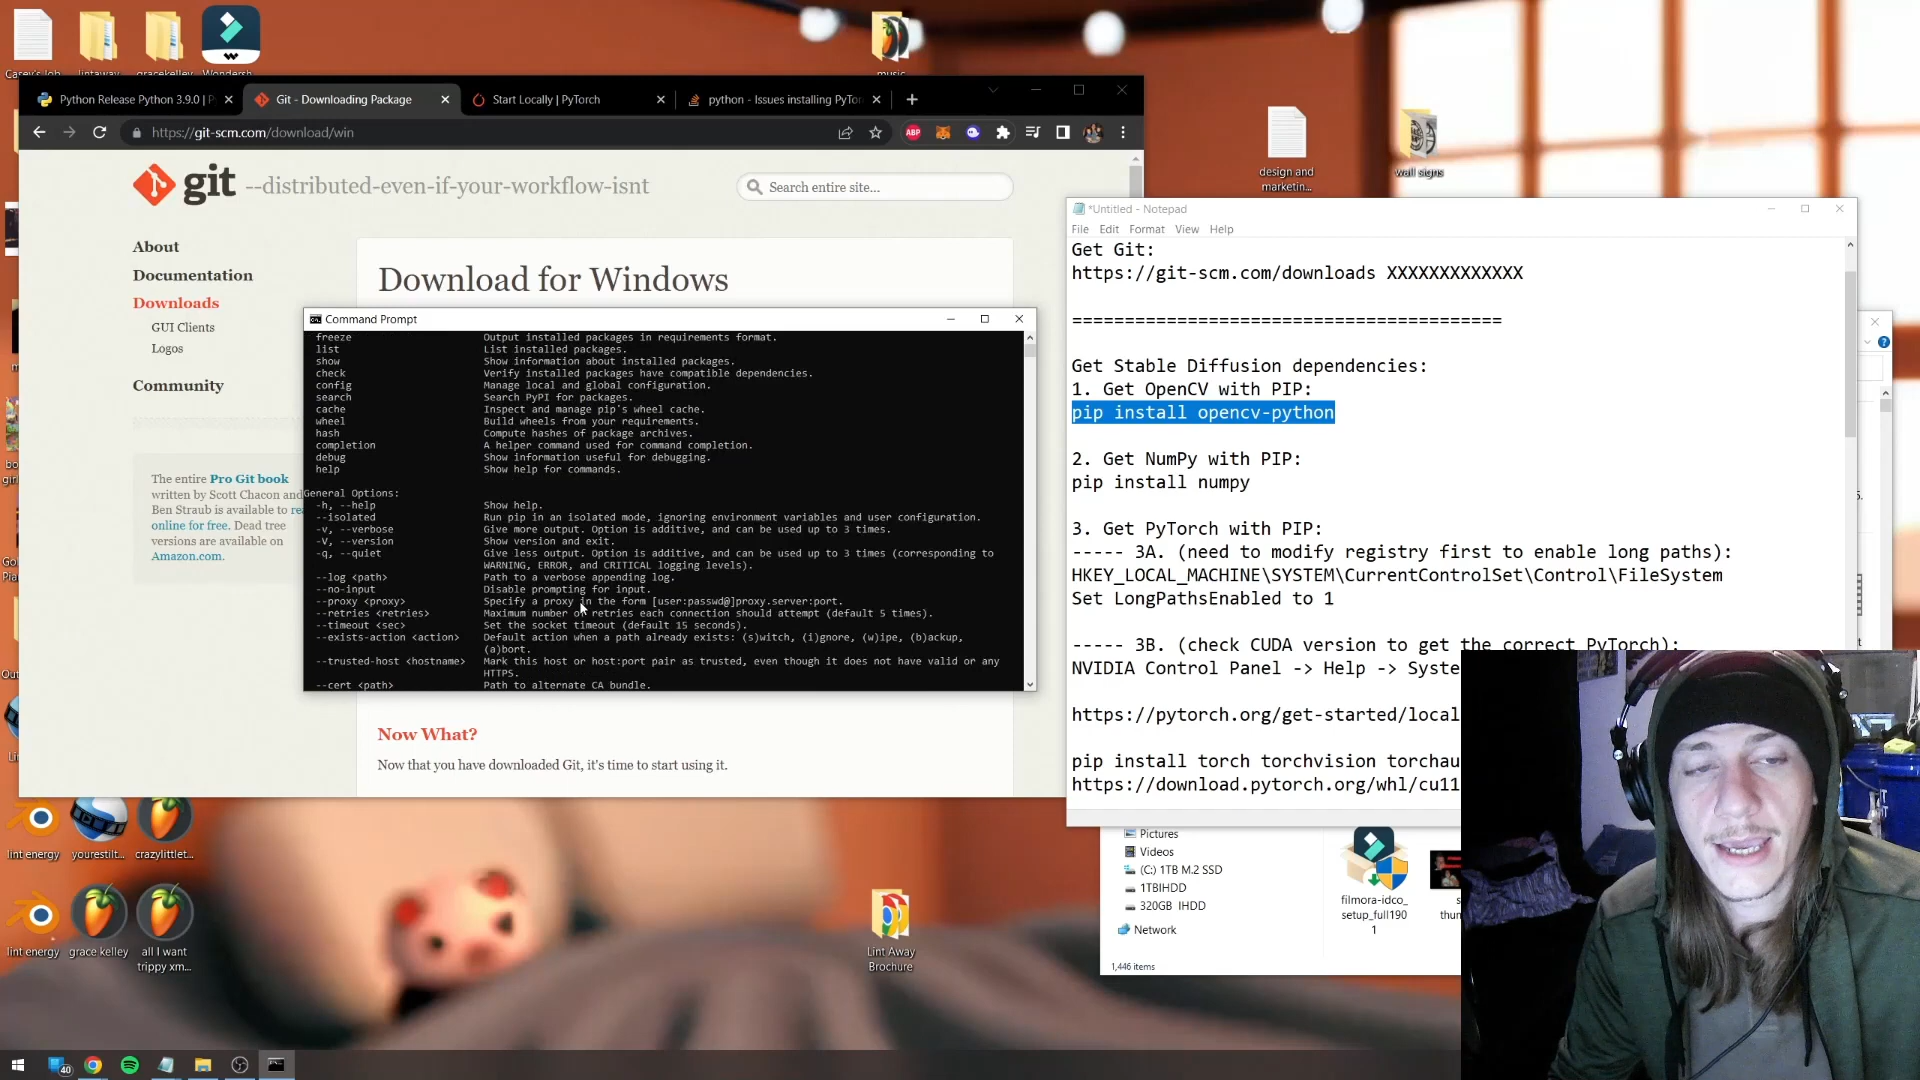 Carey's Job
lintaway
gracekelley
Wondersh...
music
design and
marketin...
wall signs
Python Release Python 3.9.0 | P
Git - Downloading Package
Start Locally | PyTorch
python - Issues installing PyTor
https://git-scm.com/download/win
ABP
git --distributed-even-if-your-workflow-isnt
Search entire site...
About
Documentation
Downloads
GUI Clients
Logos
Community
The entire Pro Git book
written by Scott Chacon and
Ben Straub is available to rea
online for free. Dead tree
versions are available on
Amazon.com.
Download for Windows
Now What?
Now that you have downloaded Git, it's time to start using it.
Command Prompt
freeze Output installed packages in requirements format.
list List installed packages.
show Show information about installed packages.
check Verify installed packages have compatible dependencies.
config Manage local and global configuration.
search Search PyPI for packages.
cache Inspect and manage pip's wheel cache.
wheel Build wheels from your requirements.
hash Compute hashes of package archives.
completion A helper command used for command completion.
debug Show information useful for debugging.
help Show help for commands.
General Options:
-h, --help Show help.
--isolated Run pip in an isolated mode, ignoring environment variables and user configuration.
-v, --verbose Give more output. Option is additive, and can be used up to 3 times.
-V, --version Show version and exit.
-q, --quiet Give less output. Option is additive, and can be used up to 3 times (corresponding to
WARNING, ERROR, and CRITICAL logging levels).
--log <path> Path to a verbose appending log.
--no-input Disable prompting for input.
--proxy <proxy> Specify a proxy in the form [user:passwd@]proxy.server:port.
--retries <retries> Maximum number of retries each connection should attempt (default 5 times).
--timeout <sec> Set the socket timeout (default 15 seconds).
--exists-action <action> Default action when a path already exists: (s)witch, (i)gnore, (w)ipe, (b)ackup,
(a)bort.
--trusted-host <hostname> Mark this host or host:port pair as trusted, even though it does not have valid or any
HTTPS.
--cert <path> Path to alternate CA bundle.
*Untitled - Notepad
File Edit Format View Help
Get Git:
https://git-scm.com/downloads XXXXXXXXXXXXX
=========================================
Get Stable Diffusion dependencies:
1. Get OpenCV with PIP:
pip install opencv-python
2. Get NumPy with PIP:
pip install numpy
3. Get PyTorch with PIP:
----- 3A. (need to modify registry first to enable long paths):
HKEY_LOCAL_MACHINE\SYSTEM\CurrentControlSet\Control\FileSystem
Set LongPathsEnabled to 1
----- 3B. (check CUDA version to get the correct PyTorch):
NVIDIA Control Panel -> Help -> Syste
https://pytorch.org/get-started/local
pip install torch torchvision torchau
https://download.pytorch.org/whl/cu11
Pictures
Videos
(C:) 1TB M.2 SSD
1TBIHDD
320GB IHDD
Network
1,446 items
filmora-idco_
setup_full190
1
lint energy
yourestilt...
crazylittlet...
lint energy
grace kelley
all I want
trippy xm...
Lint Away
Brochure
40